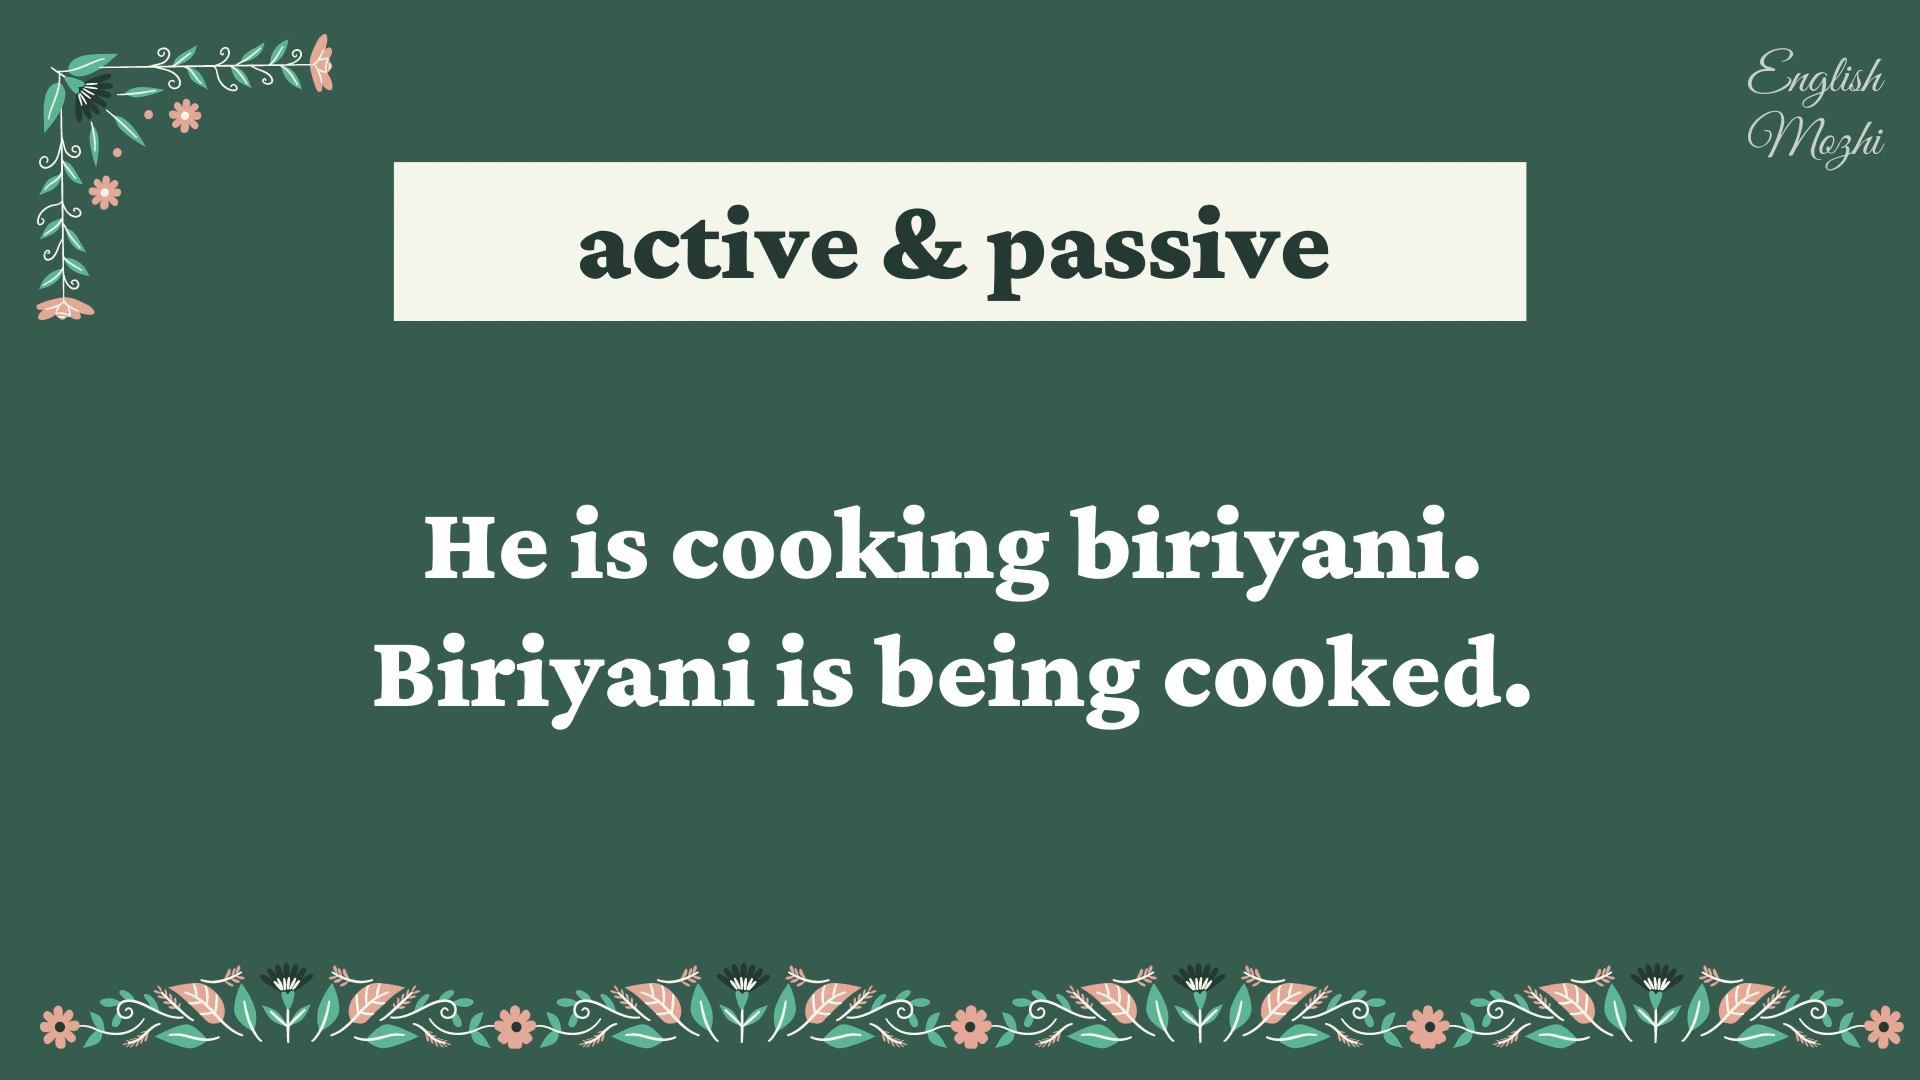 English
Mozhi
active & passive
He is cooking biriyani.
Biriyani is being cooked.